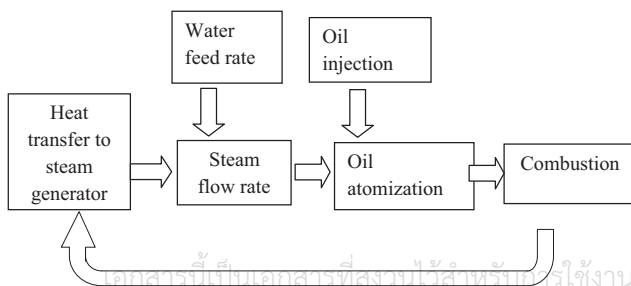 Water
feed rate
Oil
injection
Heat
transfer to
steam
generator
Steam
flow rate
Oil
atomization
Combustion
เอกสารนี้เป็นเอกสารที่สงวนไว้สำหรับการใช้งาน